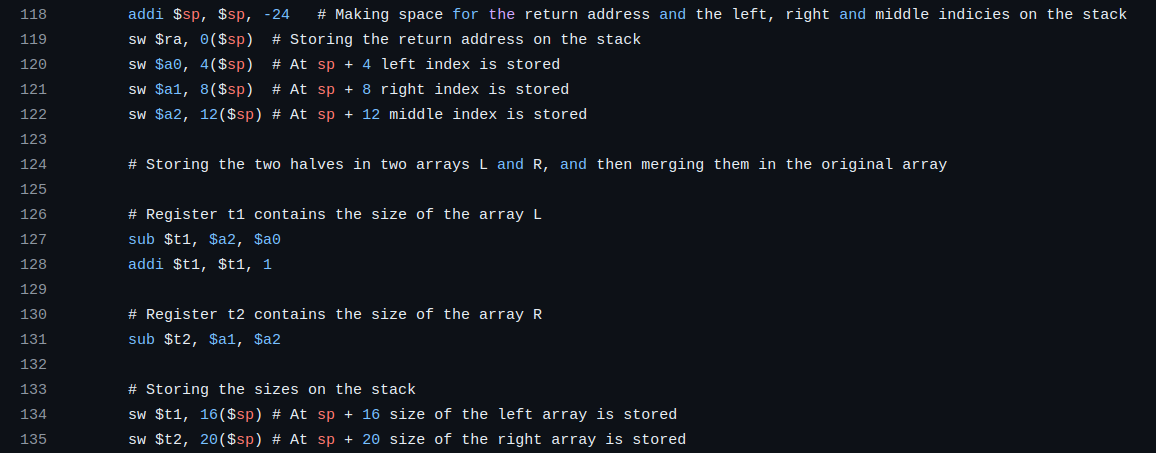 118 addi $sp, $sp, -24 # Making space for the return address and the left, right and middle indicies on the stack
119 sw $ra, 0($sp) # Storing the return address on the stack
120 sw $a0, 4($sp) # At sp + 4 left index is stored
121 sw $a1, 8($sp) # At sp + 8 right index is stored
122 sw $a2, 12($sp) # At sp + 12 middle index is stored
123
124 # Storing the two halves in two arrays L and R, and then merging them in the original array
125
126 # Register t1 contains the size of the array L
127 sub $t1, $a2, $a0
128 addi $t1, $t1, 1
129
130 # Register t2 contains the size of the array R
131 sub $t2, $a1, $a2
132
133 # Storing the sizes on the stack
134 sw $t1, 16($sp) # At sp + 16 size of the left array is stored
135 sw $t2, 20($sp) # At sp + 20 size of the right array is stored